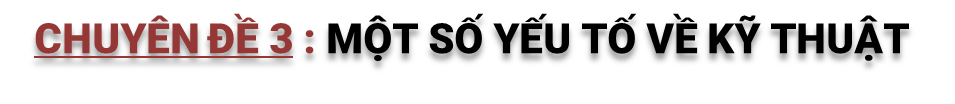 CHUYÊN ĐỀ 3 : MỘT SỐ YẾU TỐ VỀ KỸ THUẬT